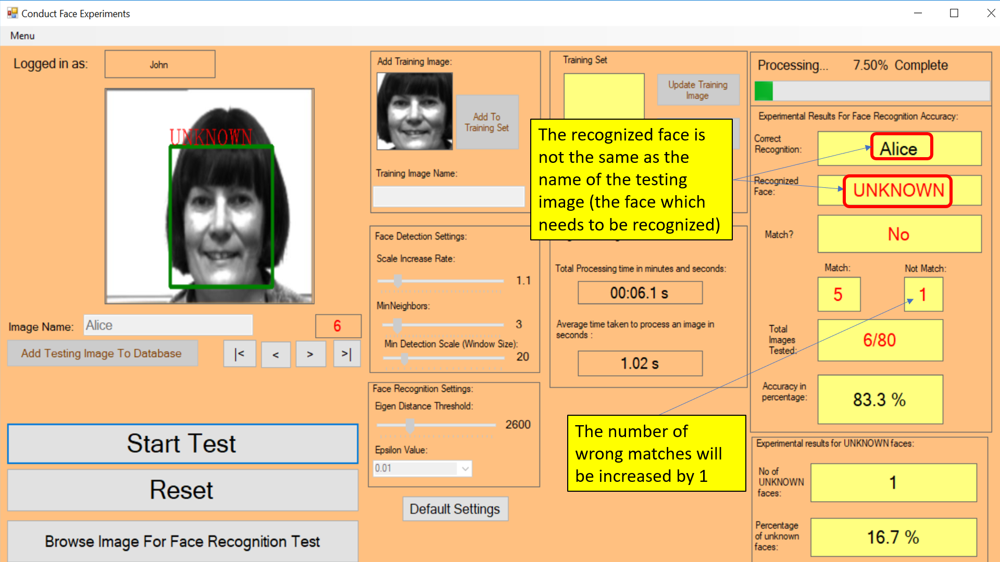 Conduct Face Experiments
Menu
Logged in as:
John
UNKNOWN
Image Name:
Alice
6
Add Testing Image To Database
|<
<
>
>|
Start Test
Reset
Browse Image For Face Recognition Test
Add Training Image:
Add To
Training Set
Training Image Name:
Face Detection Settings:
Scale Increase Rate:
1.1
MinNeighbors:
3
Min Detection Scale (Window Size):
20
Face Recognition Settings:
Eigen Distance Threshold:
2600
Epsilon Value:
0.01
Default Settings
Training Set
Update Training
Image
The recognized face is
not the same as the
name of the testing
image (the face which
needs to be recognized)
Total Processing time in minutes and seconds:
00:06.1 s
Average time taken to process an image in
seconds :
1.02 s
The number of
wrong matches will
be increased by 1
Processing... 7.50% Complete
Experimental Results For Face Recognition Accuracy:
Correct
Recognition:
Alice
Recognized
Face:
UNKNOWN
Match?
No
Match:
Not Match:
5
1
Total
Images
Tested:
6/80
Accuracy in
percentage:
83.3 %
Experimental results for UNKNOWN faces:
No of
UNKNOWN
faces:
1
Percentage
of unknown
faces:
16.7 %